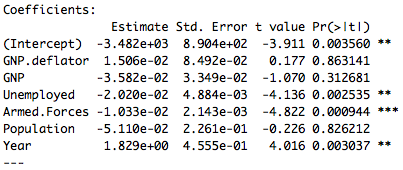 Coefficients:
Estimate Std. Error t value Pr(>|t|)
(Intercept) -3.482e+03 8.904e+02 -3.911 0.003560 **
GNP.deflator 1.506e-02 8.492e-02 0.177 0.863141
GNP -3.582e-02 3.349e-02 -1.070 0.312681
Unemployed -2.020e-02 4.884e-03 -4.136 0.002535 **
Armed.Forces -1.033e-02 2.143e-03 -4.822 0.000944 ***
Population -5.110e-02 2.261e-01 -0.226 0.826212
Year 1.829e+00 4.555e-01 4.016 0.003037 **
---